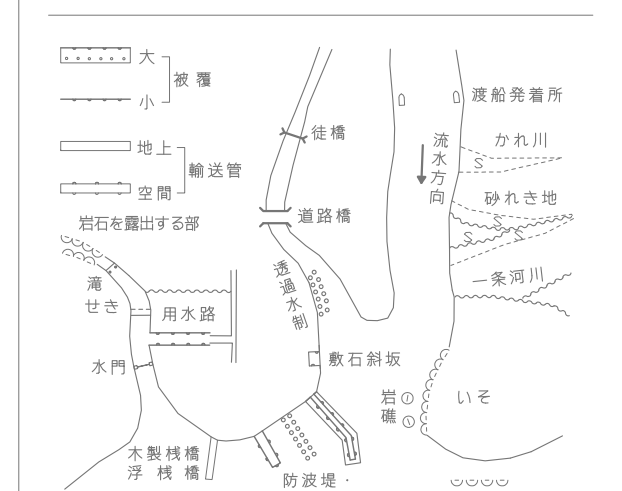 大
被覆
小
渡船発着所
徒橋
かれ川
地上
輸送管
流水方向
空間
砂れき地
岩石を露出する部
道路橋
透過水制
一条河川
滝
せき
用水路
水門
敷石斜坂
岩礁
いそ
木製桟橋
浮桟橋
防波堤・